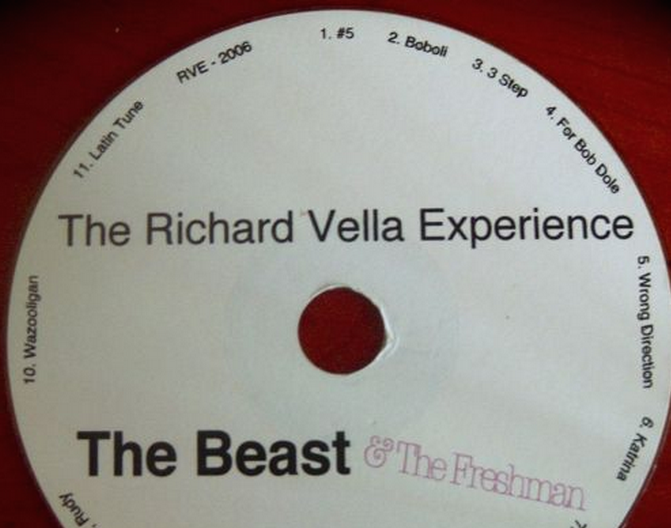 RVE - 2006
1. #5
2. Boboli
3. 3 Step
4. For Bob Dole
5. Wrong Direction
6. Katrina
7.
. Rudy
10. Wazooligan
11. Latin Tune
The Richard Vella Experience
The Beast & The Freshman